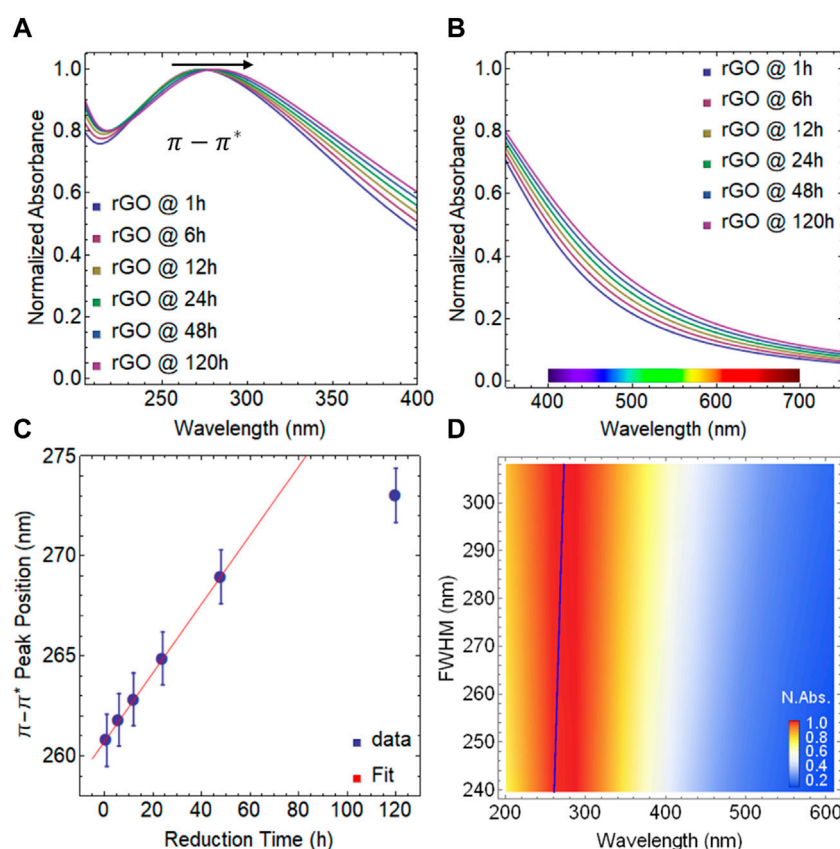 A
Normalized Absorbance
1.0
0.8
0.6
0.4
0.2
0.0
π − π*
rGO @ 1h
rGO @ 6h
rGO @ 12h
rGO @ 24h
rGO @ 48h
rGO @ 120h
250 300 350 400
Wavelength (nm)
B
Normalized Absorbance
1.0
0.8
0.6
0.4
0.2
0.0
rGO @ 1h
rGO @ 6h
rGO @ 12h
rGO @ 24h
rGO @ 48h
rGO @ 120h
400 500 600 700
Wavelength (nm)
C
π−π* Peak Position (nm)
275
270
265
260
data
Fit
0 20 40 60 80 100 120
Reduction Time (h)
D
FWHM (nm)
300
290
280
270
260
250
240
N.Abs.
1.0
0.8
0.6
0.4
0.2
200 300 400 500 600
Wavelength (nm)